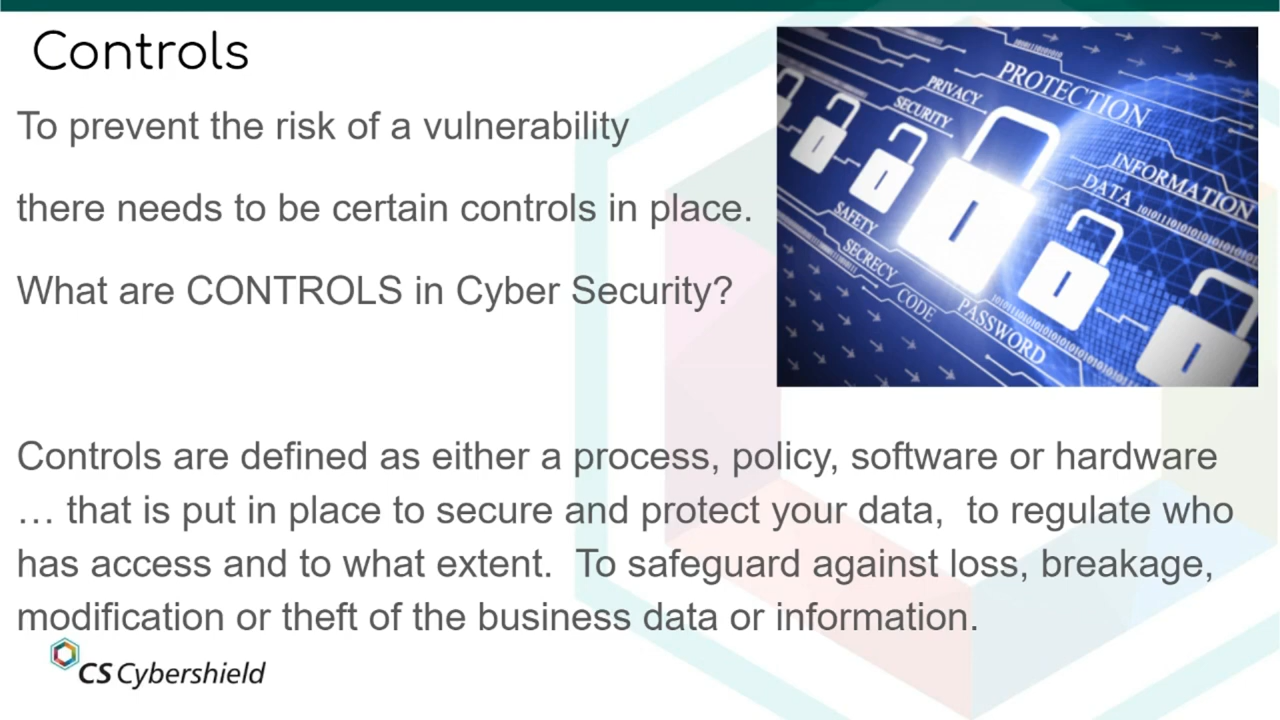 Controls
To prevent the risk of a vulnerability
there needs to be certain controls in place.
What are CONTROLS in Cyber Security?
PROTECTION
PRIVACY
SECURITY
INFORMATION
DATA
SAFETY
SECRECY
CODE
PASSWORD
Controls are defined as either a process, policy, software or hardware
… that is put in place to secure and protect your data, to regulate who
has access and to what extent. To safeguard against loss, breakage,
modification or theft of the business data or information.
CS Cybershield